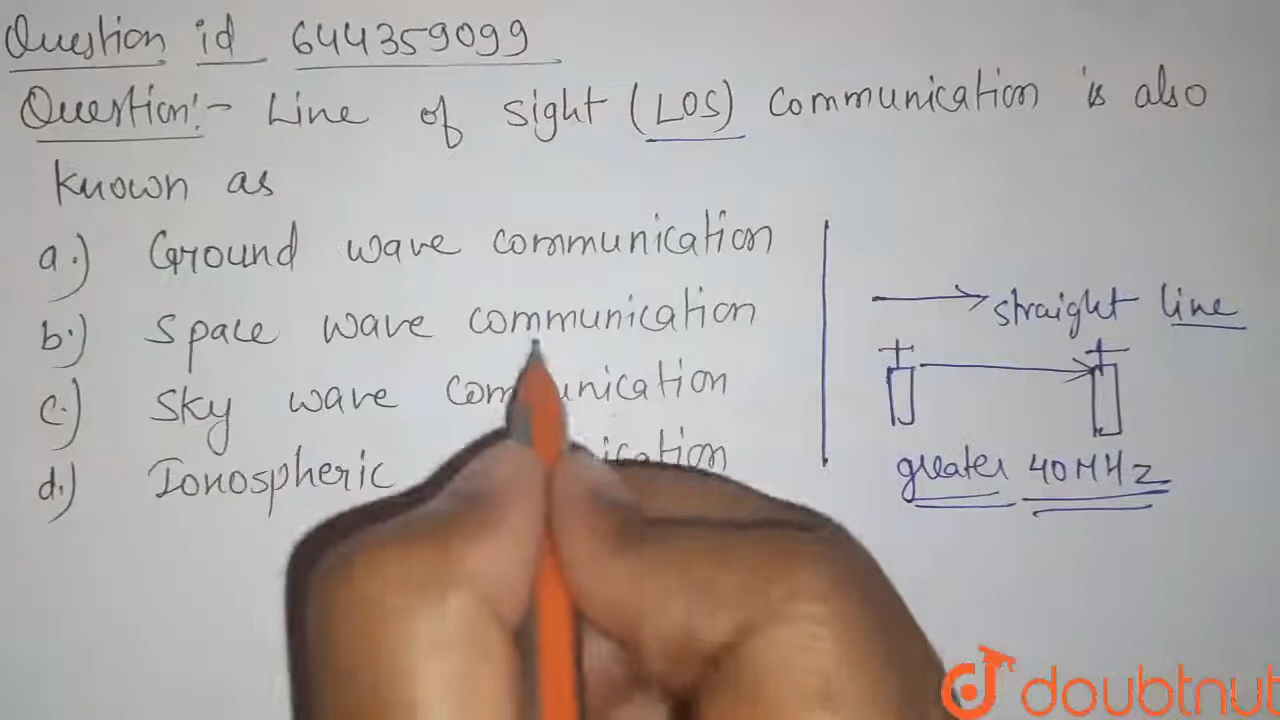 Question id 644359099
Question:- Line of sight (LOS) communication is also
known as
a.) Ground wave communication
b.) Space wave communication
c.) Sky wave
d.) Ionospheric
straight line
greater 40MHz
doubtnut